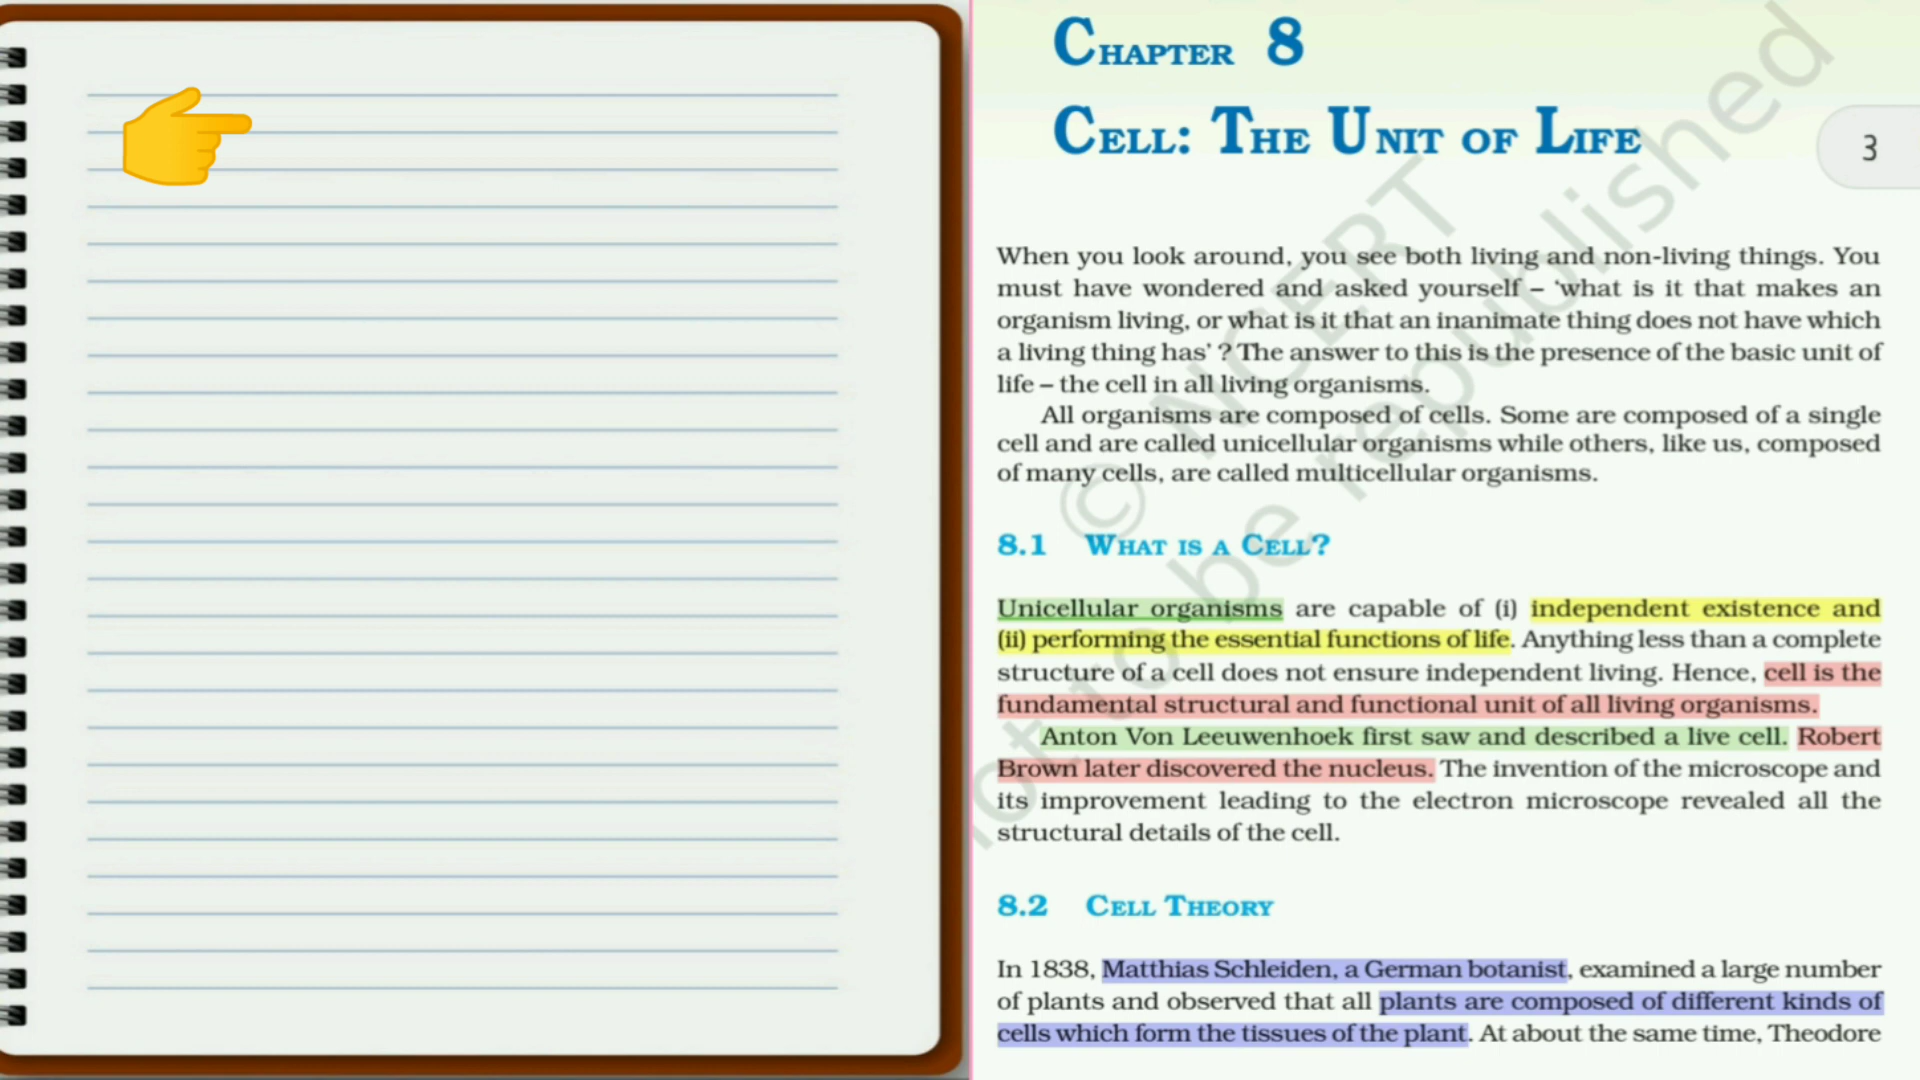 CHAPTER 8
CELL: THE UNIT OF LIFE
3
When you look around, you see both living and non-living things. You
must have wondered and asked yourself – ‘what is it that makes an
organism living, or what is it that an inanimate thing does not have which
a living thing has’ ? The answer to this is the presence of the basic unit of
life – the cell in all living organisms.
All organisms are composed of cells. Some are composed of a single
cell and are called unicellular organisms while others, like us, composed
of many cells, are called multicellular organisms.
8.1 WHAT IS A CELL?
Unicellular organisms are capable of (i) independent existence and
(ii) performing the essential functions of life. Anything less than a complete
structure of a cell does not ensure independent living. Hence, cell is the
fundamental structural and functional unit of all living organisms.
Anton Von Leeuwenhoek first saw and described a live cell. Robert
Brown later discovered the nucleus. The invention of the microscope and
its improvement leading to the electron microscope revealed all the
structural details of the cell.
8.2 CELL THEORY
In 1838, Matthias Schleiden, a German botanist, examined a large number
of plants and observed that all plants are composed of different kinds of
cells which form the tissues of the plant. At about the same time, Theodore
© NCERT
not to be republished